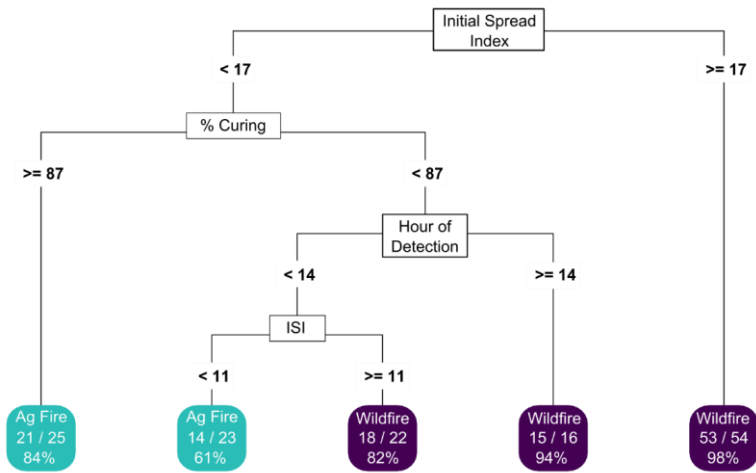 Initial Spread
Index
< 17
>= 17
% Curing
>= 87
< 87
Hour of
Detection
< 14
>= 14
ISI
< 11
>= 11
Ag Fire
21 / 25
84%
Ag Fire
14 / 23
61%
Wildfire
18 / 22
82%
Wildfire
15 / 16
94%
Wildfire
53 / 54
98%